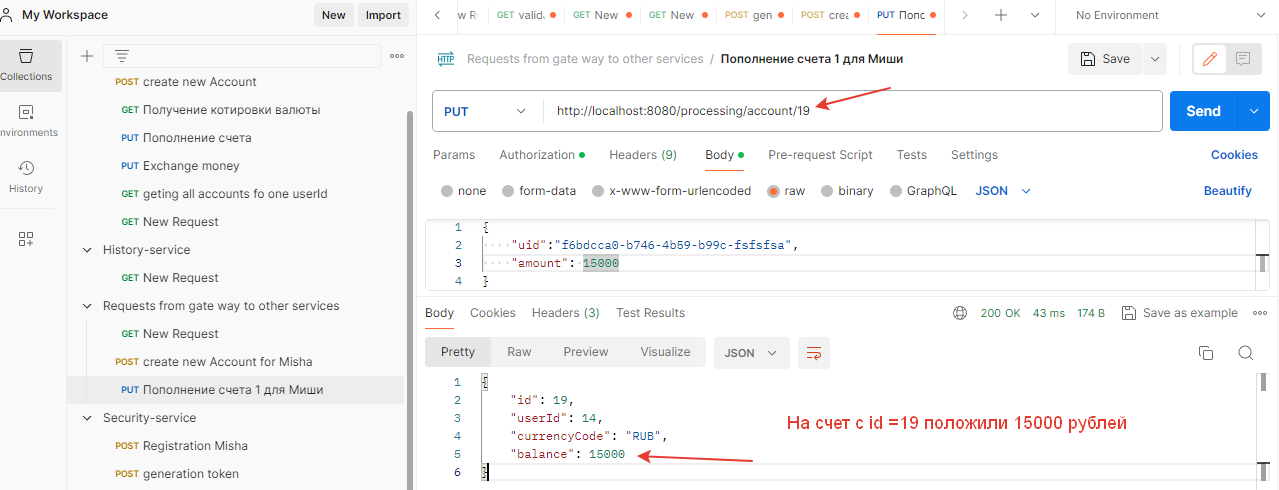 My Workspace
New
Import
w R
GET valid
GET New
GET New
POST gen
POST crea
PUT Попо
No Environment
Collections
nvironments
History
POST create new Account
GET Получение котировки валюты
PUT Пополнение счета
PUT Exchange money
GET geting all accounts fo one userId
GET New Request
History-service
GET New Request
Requests from gate way to other services
GET New Request
POST create new Account for Misha
PUT Пополнение счета 1 для Миши
Security-service
POST Registration Misha
POST generation token
HTTP
Requests from gate way to other services / Пополнение счета 1 для Миши
Save
PUT
http://localhost:8080/processing/account/19
Send
Params
Authorization
Headers (9)
Body
Pre-request Script
Tests
Settings
Cookies
none
form-data
x-www-form-urlencoded
raw
binary
GraphQL
JSON
Beautify
1 {
2 "uid":"f6bdcca0-b746-4b59-b99c-fsfsfsa",
3 "amount": 15000
4 }
Body
Cookies
Headers (3)
Test Results
200 OK
43 ms
174 B
Save as example
Pretty
Raw
Preview
Visualize
JSON
1 {
2 "id": 19,
3 "userId": 14,
4 "currencyCode": "RUB",
5 "balance": 15000
6 }
На счет с id =19 положили 15000 рублей